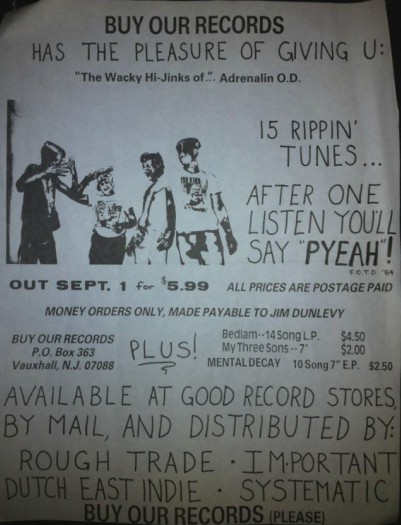 BUY OUR RECORDS
HAS THE PLEASURE OF GIVING U:
"The Wacky Hi-Jinks of... Adrenalin O.D.
15 RIPPIN'
TUNES...
AFTER ONE
LISTEN YOU'LL
SAY "PYEAH"!
F.O.T.D. '84
OUT SEPT. 1 for $5.99 ALL PRICES ARE POSTAGE PAID
MONEY ORDERS ONLY, MADE PAYABLE TO JIM DUNLEVY
BUY OUR RECORDS
P.O. Box 363
Vauxhall, N.J. 07088
PLUS!
Bedlam--14 Song L.P. $4.50
My Three Sons--7" $2.00
MENTAL DECAY 10 Song 7" E.P. $2.50
AVAILABLE AT GOOD RECORD STORES,
BY MAIL, AND DISTRIBUTED BY:
ROUGH TRADE · IMPORTANT
DUTCH EAST INDIE · SYSTEMATIC
BUY OUR RECORDS (PLEASE)